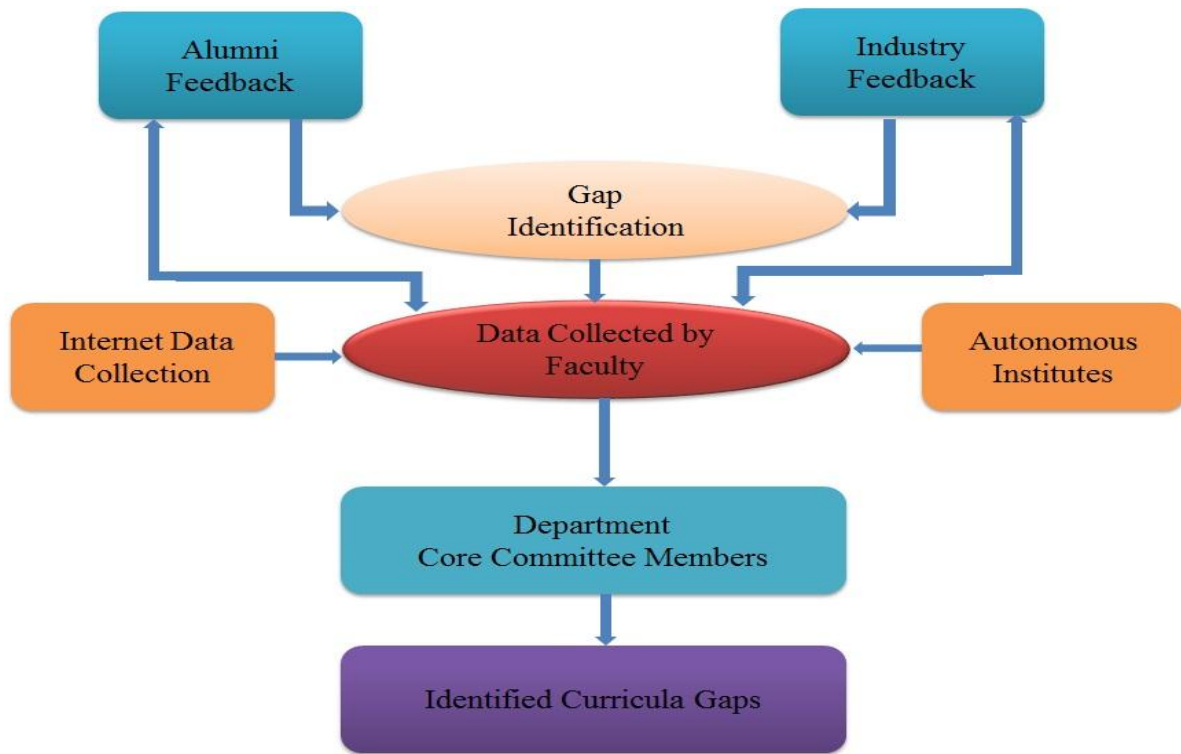 Alumni
Feedback
Industry
Feedback
Gap
Identification
Internet Data
Collection
Data Collected by
Faculty
Autonomous
Institutes
Department
Core Committee Members
Identified Curricula Gaps